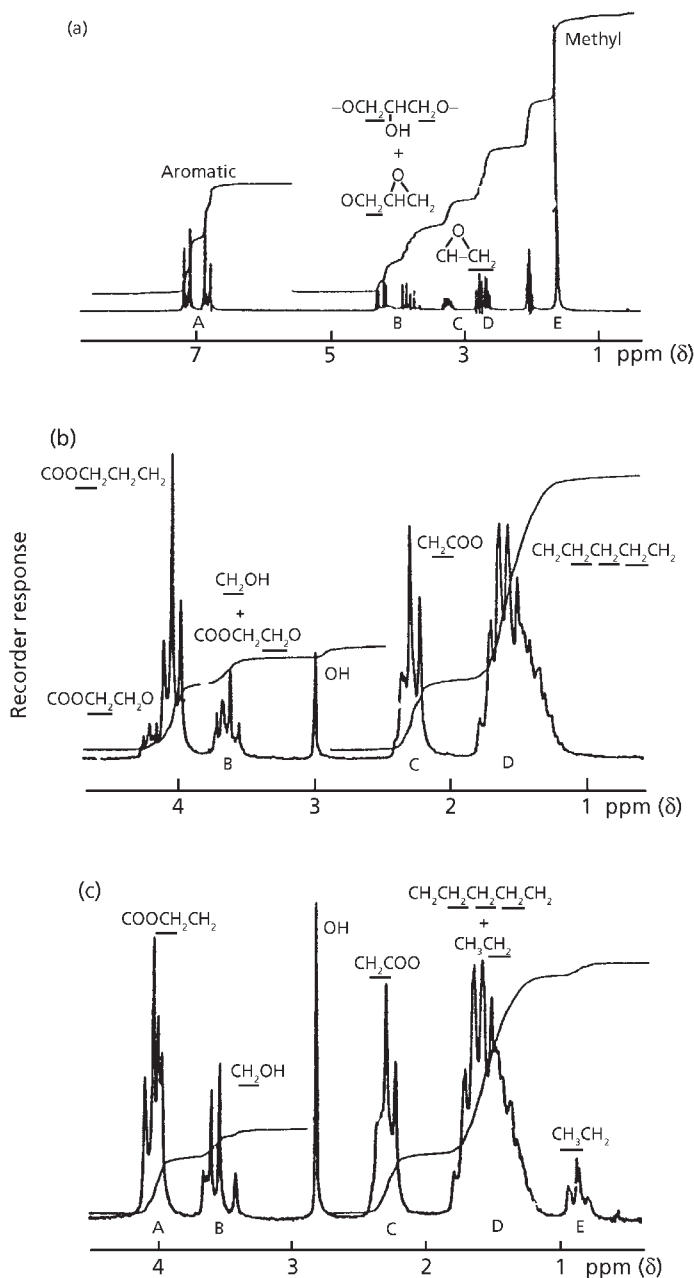 (a)
Methyl
–OCH2CHCH2O–
OH
+
O
OCH2CHCH2
Aromatic
O
CH–CH2
A B C D E
7 5 3 1 ppm (δ)
(b)
Recorder response
COOCH2CH2CH2
CH2OH
+
COOCH2CH2O
CH2COO
CH2CH2CH2CH2CH2
OH
COOCH2CH2O
B C D
4 3 2 1 ppm (δ)
(c)
CH2CH2CH2CH2CH2
+
CH3CH2
COOCH2CH2
OH
CH2COO
CH2OH
CH3CH2
A B C D E
4 3 2 1 ppm (δ)